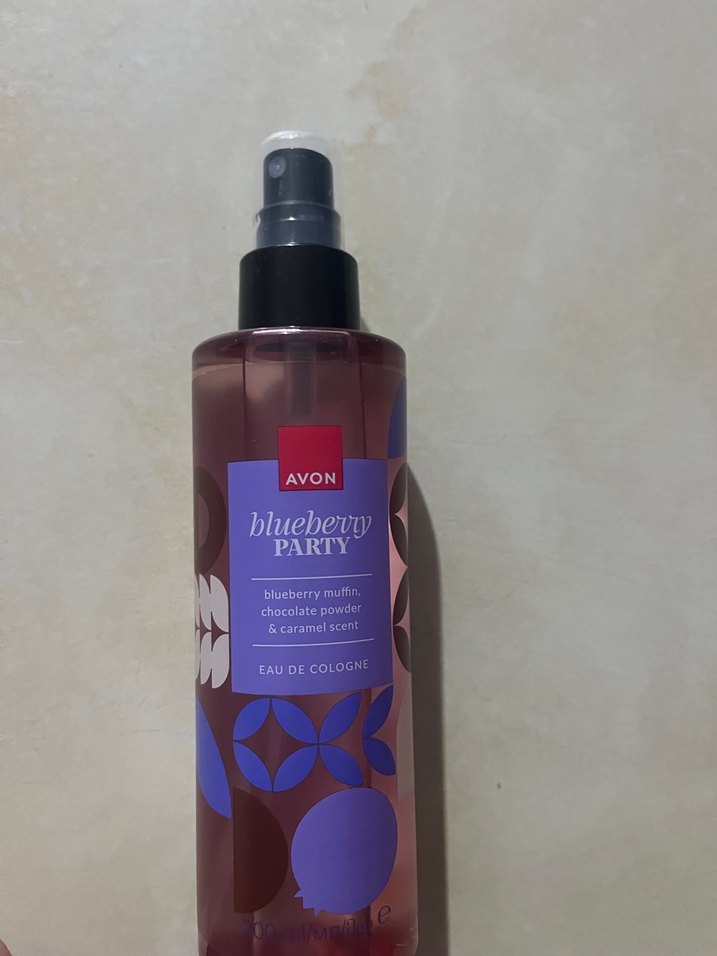 AVON
blueberry
PARTY
blueberry muffin,
chocolate powder
& caramel scent
EAU DE COLOGNE
e